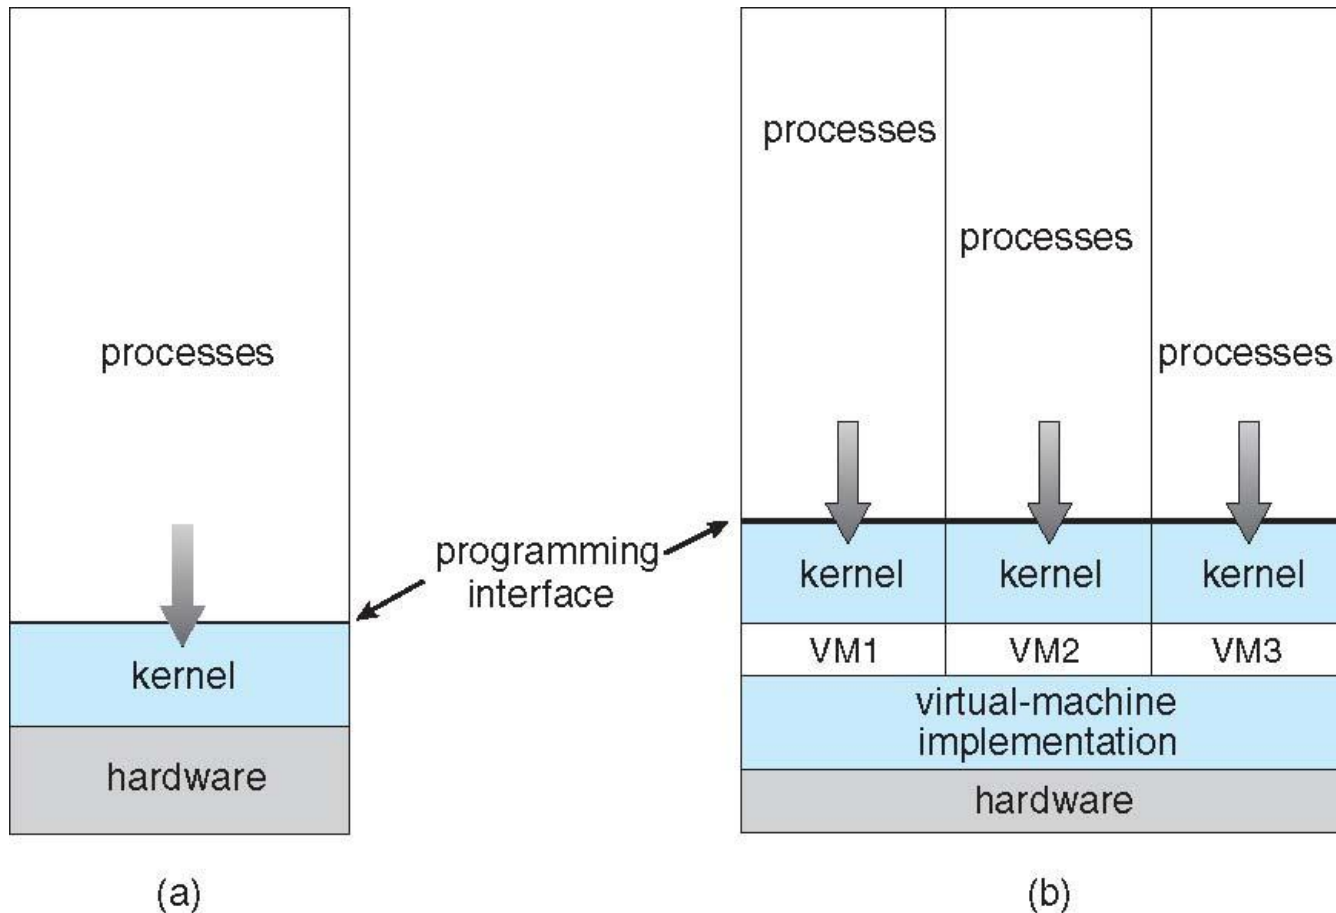 processes
kernel
hardware
(a)
programming
interface
processes
processes
processes
kernel
kernel
kernel
VM1
VM2
VM3
virtual-machine
implementation
hardware
(b)